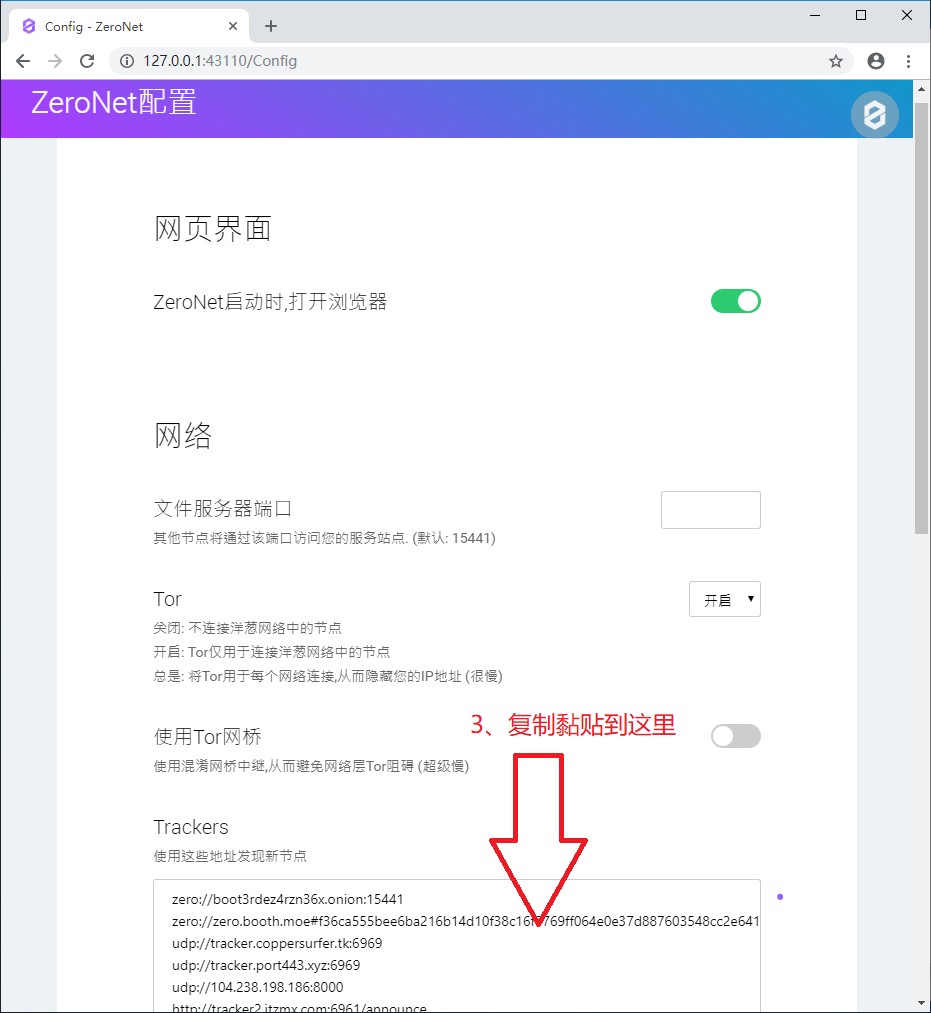 Config - ZeroNet
127.0.0.1:43110/Config
ZeroNet配置
网页界面
ZeroNet启动时,打开浏览器
网络
文件服务器端口
其他节点将通过该端口访问您的服务站点. (默认: 15441)
Tor
开启
关闭: 不连接洋葱网络中的节点
开启: Tor仅用于连接洋葱网络中的节点
总是: 将Tor用于每个网络连接,从而隐藏您的IP地址 (很慢)
3、复制黏贴到这里
使用Tor网桥
使用混淆网桥中继,从而避免网络层Tor阻碍 (超级慢)
Trackers
使用这些地址发现新节点
zero://boot3rdez4rzn36x.onion:15441
udp://tracker.coppersurfer.tk:6969
udp://tracker.port443.xyz:6969
udp://104.238.198.186:8000
http://tracker2.itzmx.com:6961/announce